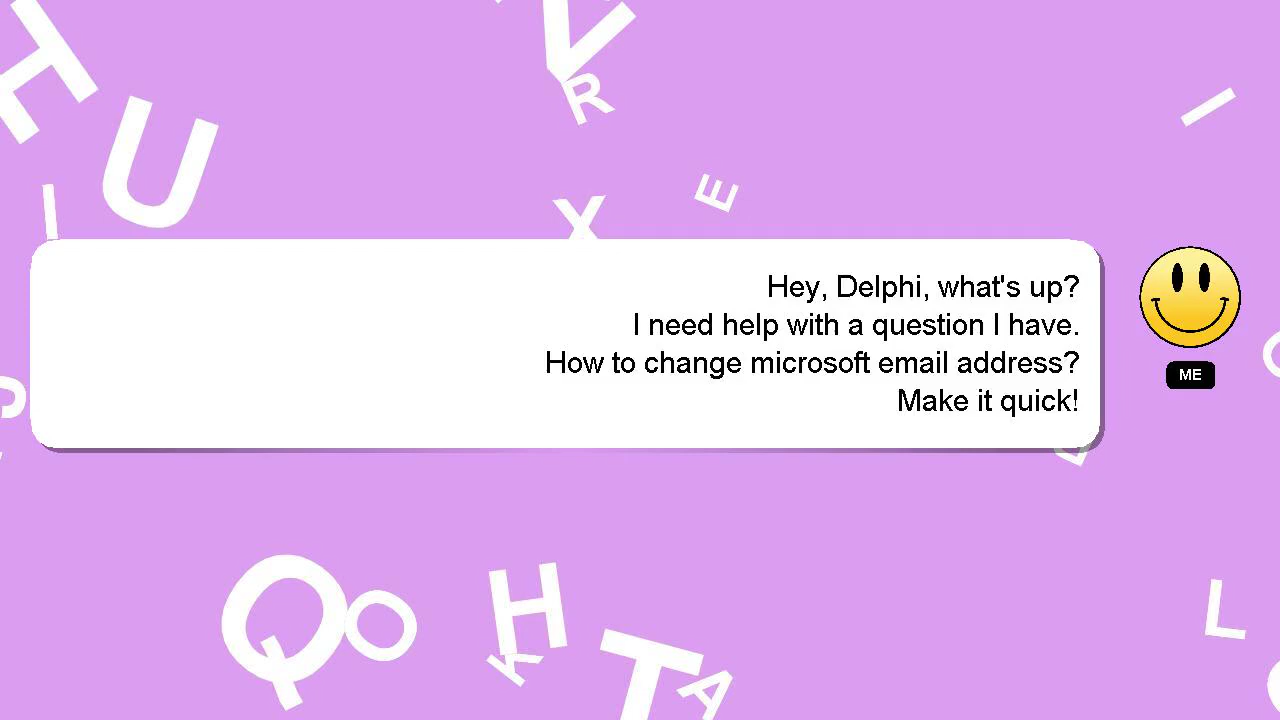 H
U
V
R
I
E
I
X
Hey, Delphi, what's up?
I need help with a question I have.
How to change microsoft email address?
Make it quick!
ME
Q
O
H
K
T
A
L